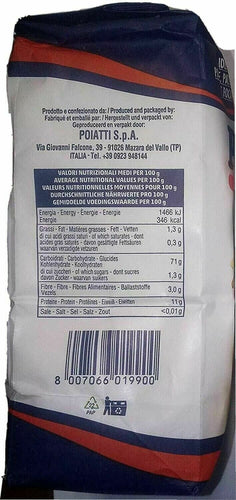 Prodotto e confezionato da: / Produced and packaged by:
Fabriqué et emballé par: / Hergestellt und verpackt von:
Geproduceerd en verpakt door:
POIATTI S.p.A.
Via Giovanni Falcone, 39 - 91026 Mazara del Vallo (TP)
ITALIA - Tel. +39 0923 948144
VALORI NUTRIZIONALI MEDI PER 100 g
AVERAGE NUTRITIONAL VALUES PER 100 g
VALEURS NUTRITIONNELLES MOYENNES POUR 100 g
DURCHSCHNITTLICHE NÄHRWERTE PRO 100 g
GEMIDDELDE VOEDINGSWAARDE PER 100 g
Energia - Energy - Energie - Energie 1466 kJ
Energie 346 kcal
Grassi - Fat - Matières grasses - Fett - Vetten 1,3 g
di cui acidi grassi saturi - of which saturates - dont
acides gras saturés - davon gesättigte Fettsäuren 0,3 g
waarvan verzadigde vetzuren
Carboidrati - Carbohydrate - Glucides 71 g
Kohlenhydrate - Koolhydraten
di cui zuccheri - of which sugars - dont sucres
davon Zucker - waarvan suikers 1,3 g
Fibre - Fibre - Fibres Alimentaires - Ballaststoffe 3,0 g
Vezels
Proteine - Protein - Protéines - Eiweiß - Eiwitten 11 g
Sale - Salt - Sel - Salz - Zout <0,01g
8 007066 019900
PAP